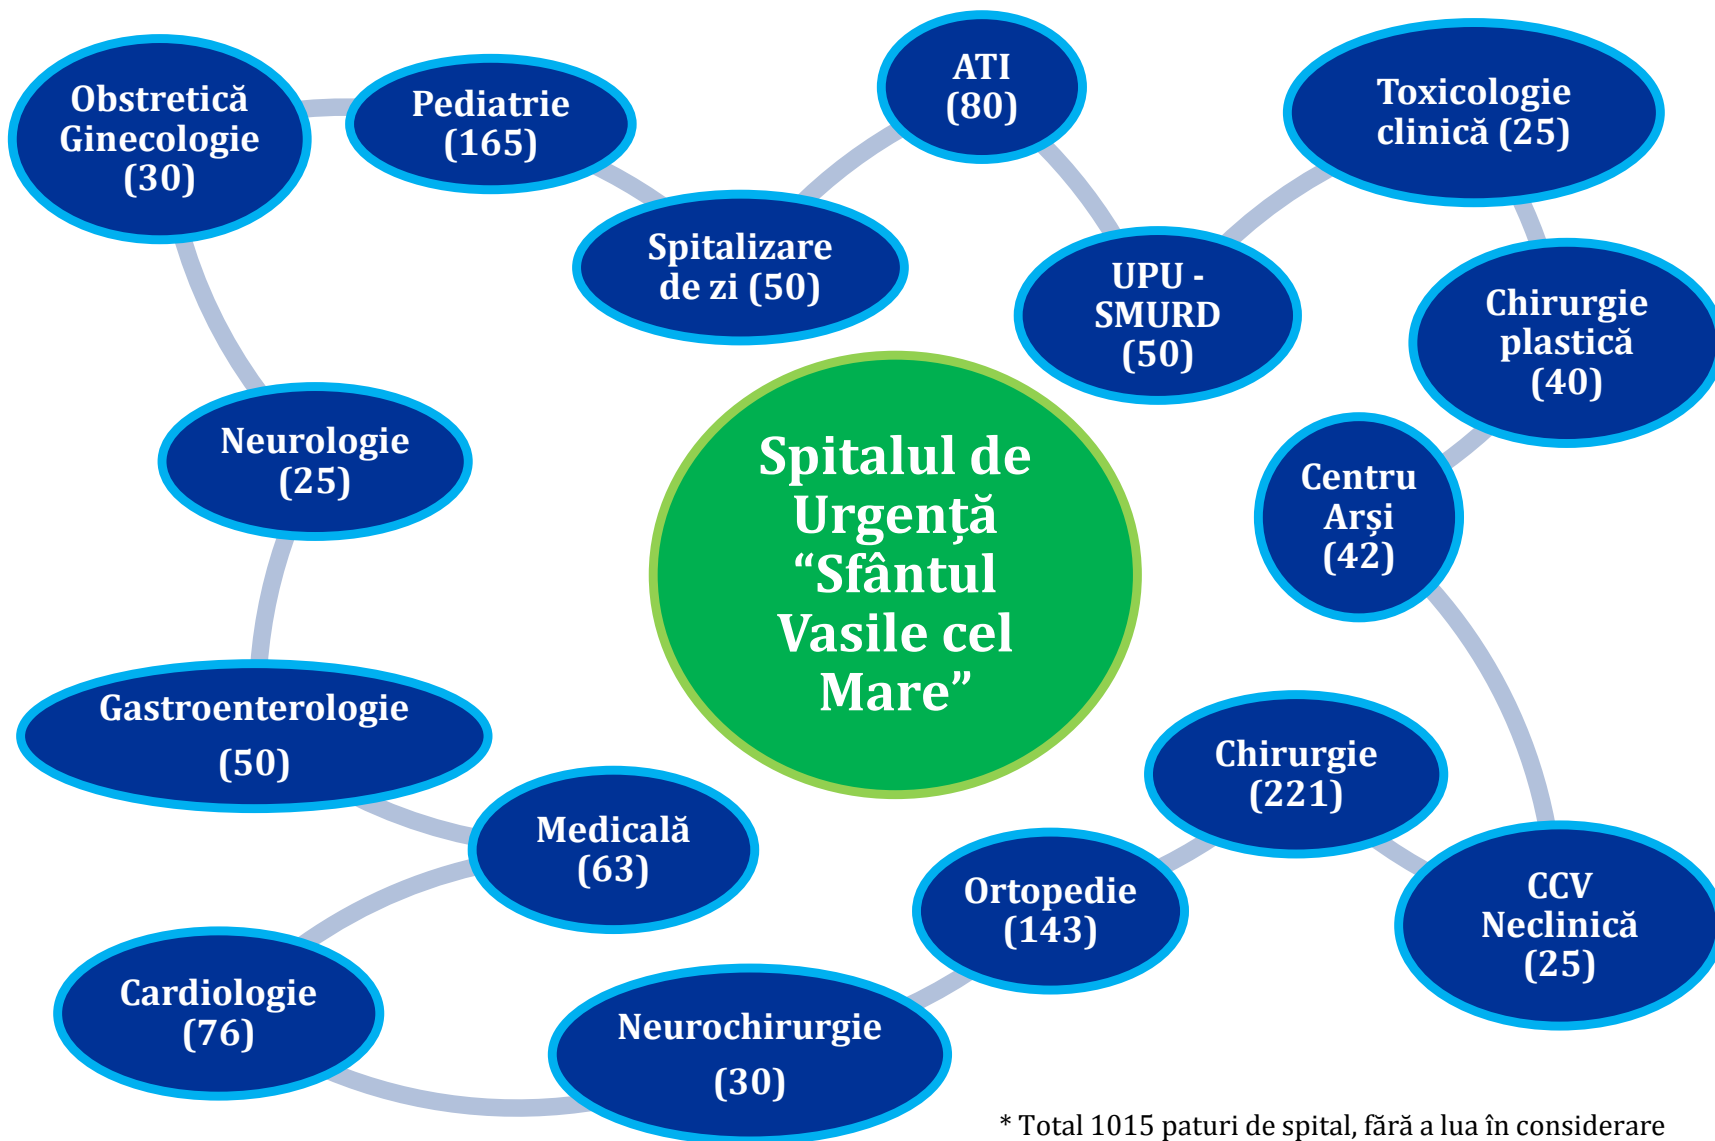 Obstretică
Ginecologie
(30)
Pediatrie
(165)
Spitalizare
de zi (50)
ATI
(80)
UPU -
SMURD
(50)
Toxicologie
clinică (25)
Chirurgie
plastică
(40)
Centru
Arși
(42)
CCV
Neclinică
(25)
Chirurgie
(221)
Ortopedie
(143)
Neurochirurgie
(30)
Cardiologie
(76)
Medicală
(63)
Gastroenterologie
(50)
Neurologie
(25)
Spitalul de
Urgență
“Sfântul
Vasile cel
Mare”
* Total 1015 paturi de spital, fără a lua în considerare